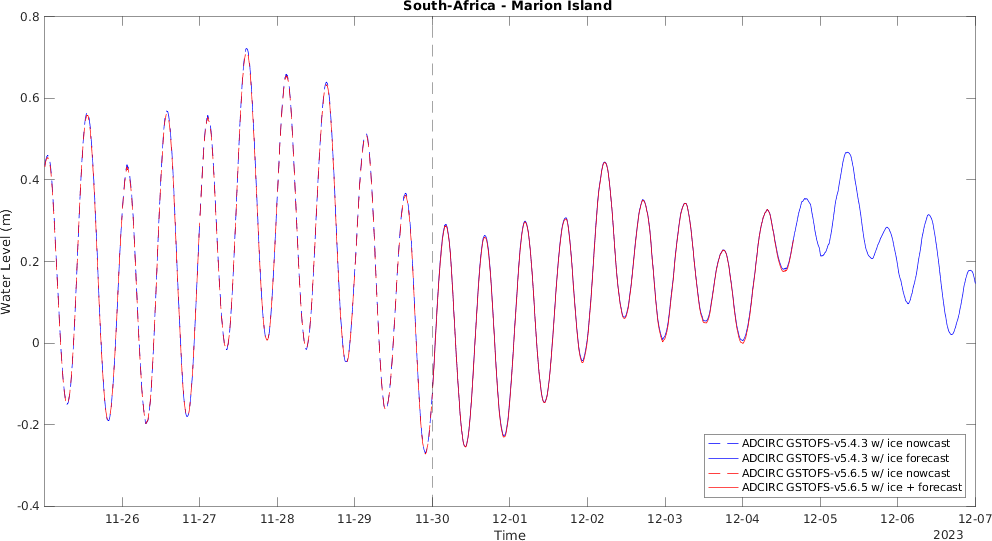 South-Africa - Marion Island
Water Level (m)
0.8
0.6
0.4
0.2
0
-0.2
-0.4
11-26 11-27 11-28 11-29 11-30 12-01 12-02 12-03 12-04 12-05 12-06 12-07
Time
2023
ADCIRC GSTOFS-v5.4.3 w/ ice nowcast
ADCIRC GSTOFS-v5.4.3 w/ ice forecast
ADCIRC GSTOFS-v5.6.5 w/ ice nowcast
ADCIRC GSTOFS-v5.6.5 w/ ice + forecast